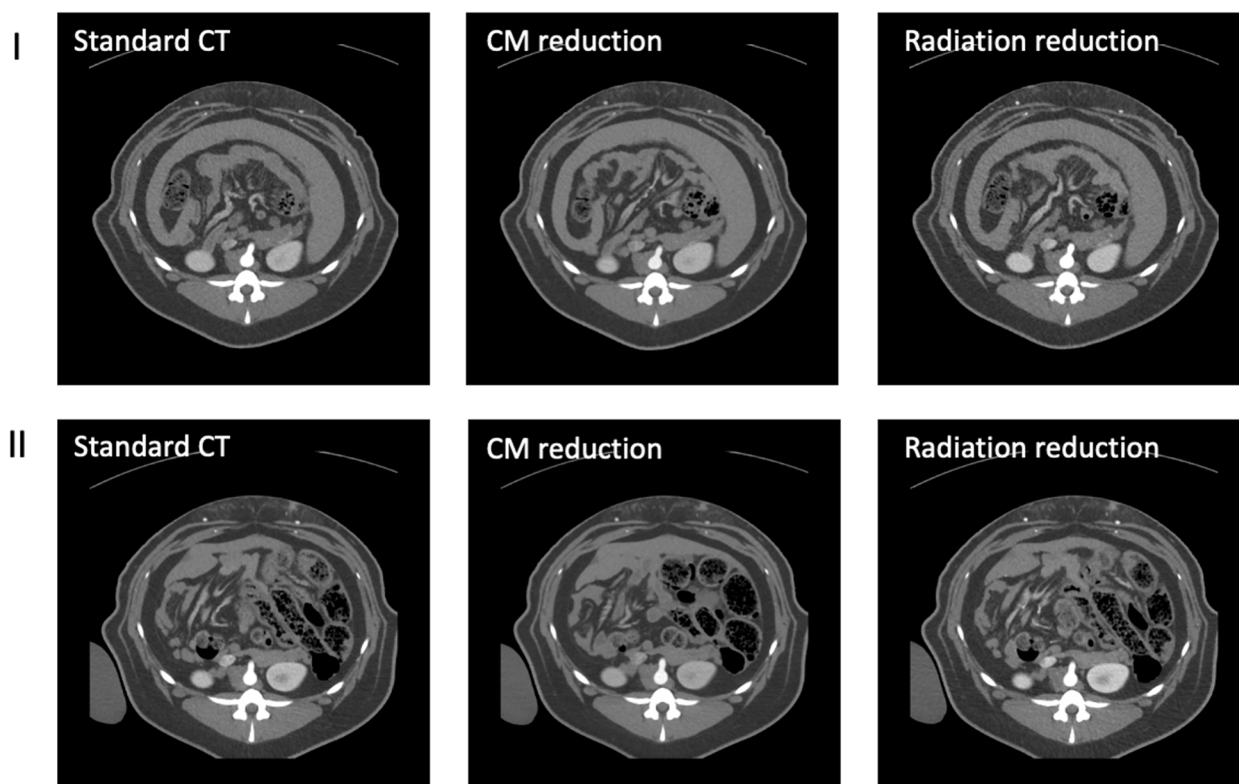 I
Standard CT
CM reduction
Radiation reduction
II
Standard CT
CM reduction
Radiation reduction